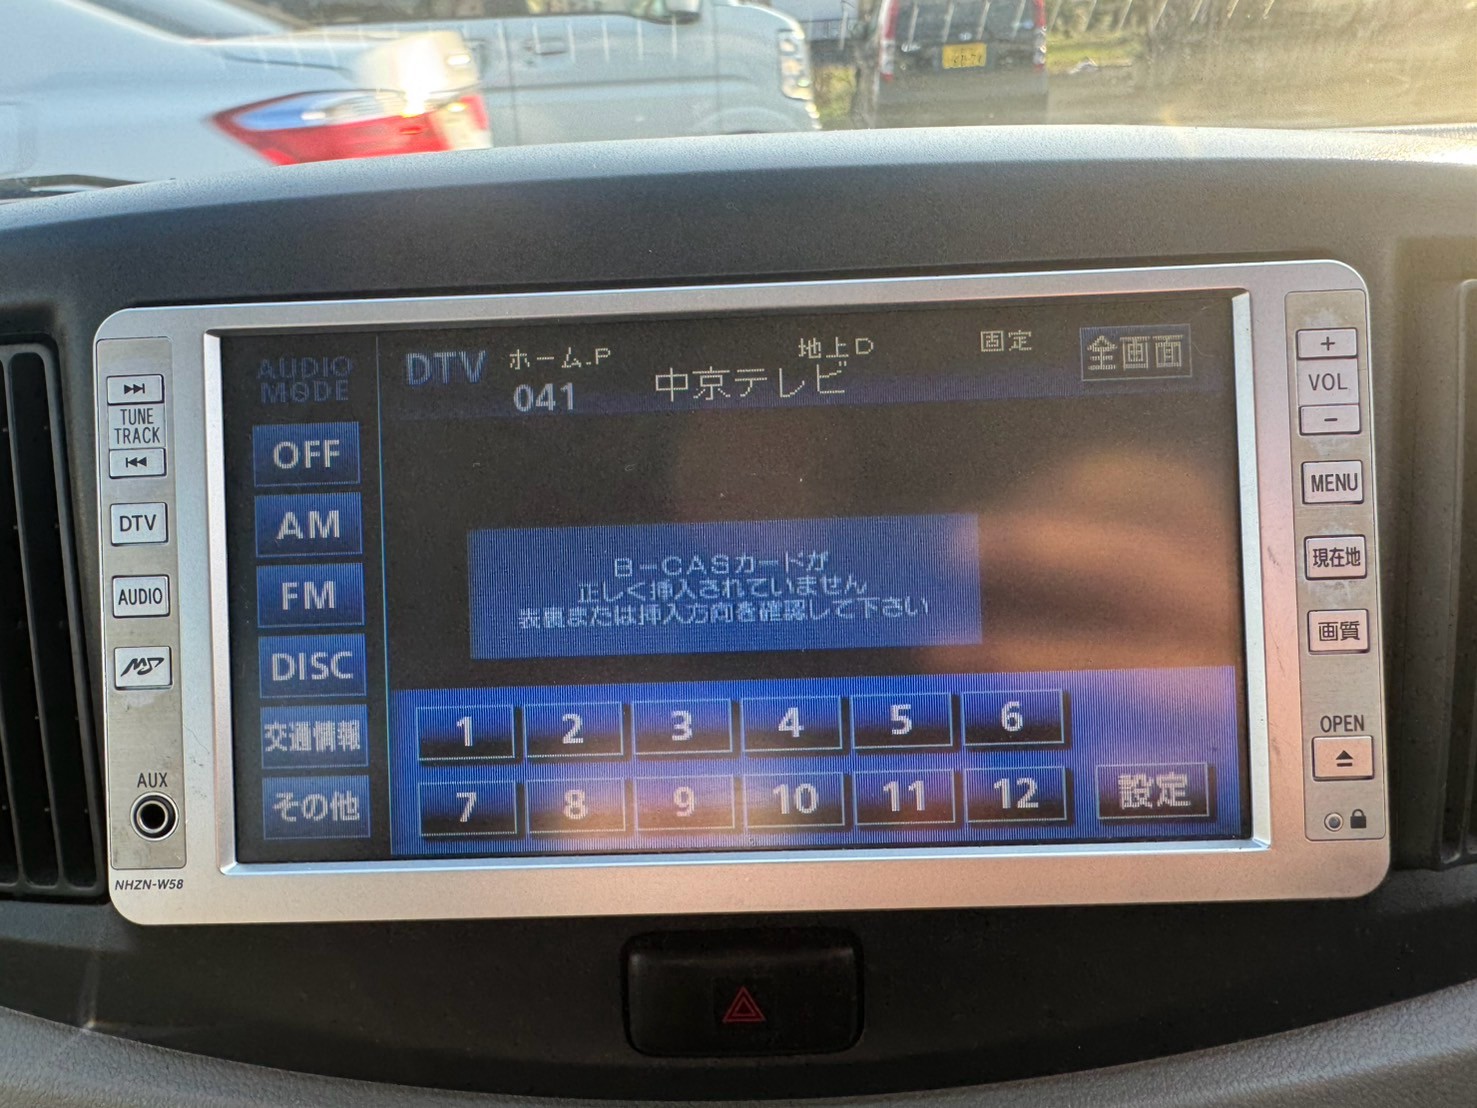 AUDIO
MODE
DTV
ホーム.P
地上D
固定
全画面
041
中京テレビ
OFF
AM
FM
DISC
交通情報
その他
B-CASカードが
正しく挿入されていません
表裏または挿入方向を確認して下さい
1 2 3 4 5 6
7 8 9 10 11 12
設定
TUNE
TRACK
DTV
AUDIO
AUX
NHZN-W58
+
VOL
-
MENU
現在地
画質
OPEN